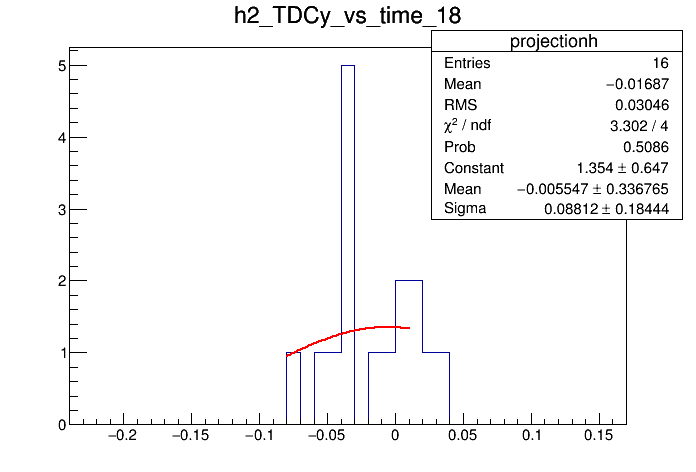 h2_TDCy_vs_time_18
projectionh
Entries 16
Mean −0.01687
RMS 0.03046
χ² / ndf 3.302 / 4
Prob 0.5086
Constant 1.354 ± 0.647
Mean −0.005547 ± 0.336765
Sigma 0.08812 ± 0.18444
5
4
3
2
1
0
−0.2 −0.15 −0.1 −0.05 0 0.05 0.1 0.15